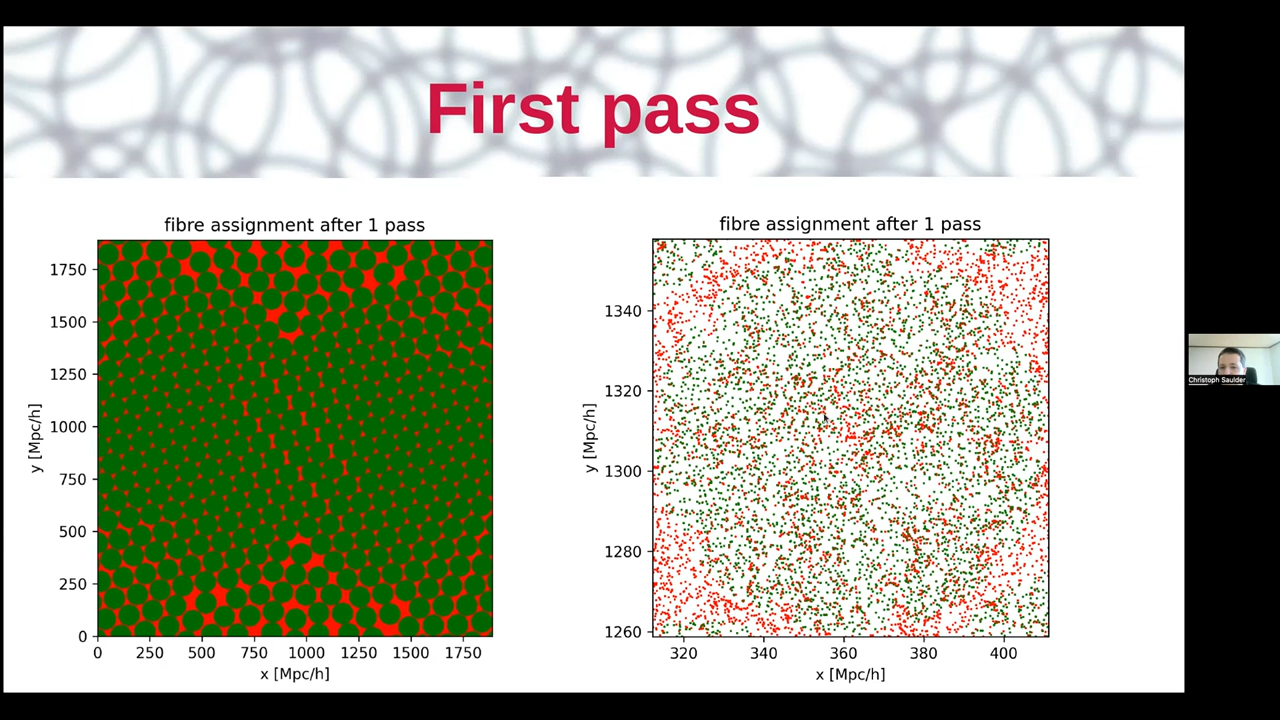 First pass
fibre assignment after 1 pass
1750
1500
1250
1000
750
500
250
0
y [Mpc/h]
0 250 500 750 1000 1250 1500 1750
x [Mpc/h]
fibre assignment after 1 pass
1340
1320
1300
1280
1260
y [Mpc/h]
320 340 360 380 400
x [Mpc/h]
Christoph Saulder